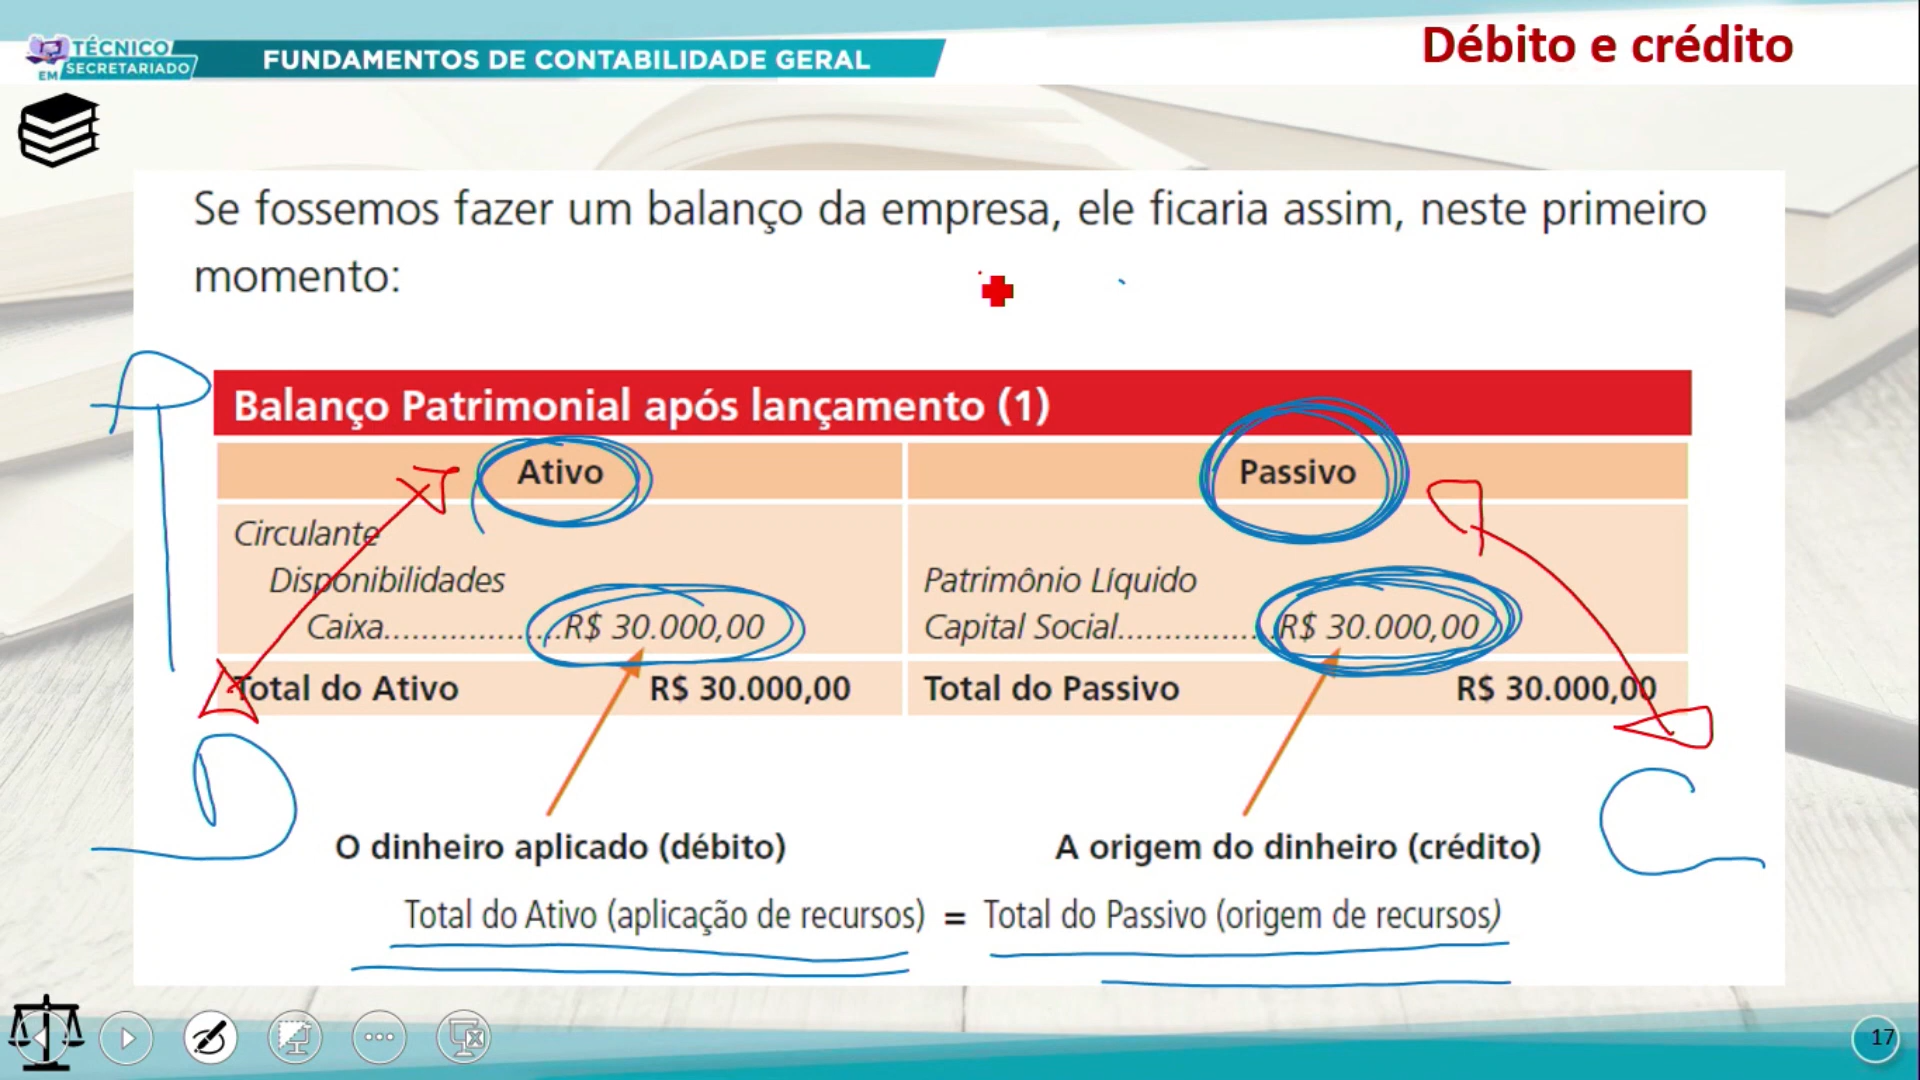 TÉCNICO
EM SECRETARIADO
FUNDAMENTOS DE CONTABILIDADE GERAL
Débito e crédito
Se fossemos fazer um balanço da empresa, ele ficaria assim, neste primeiro
momento:
Balanço Patrimonial após lançamento (1)
Ativo Passivo
Circulante
Disponibilidades Patrimônio Líquido
Caixa...................R$ 30.000,00 Capital Social................R$ 30.000,00
Total do Ativo R$ 30.000,00 Total do Passivo R$ 30.000,00
D C
O dinheiro aplicado (débito) A origem do dinheiro (crédito)
Total do Ativo (aplicação de recursos) = Total do Passivo (origem de recursos)
17